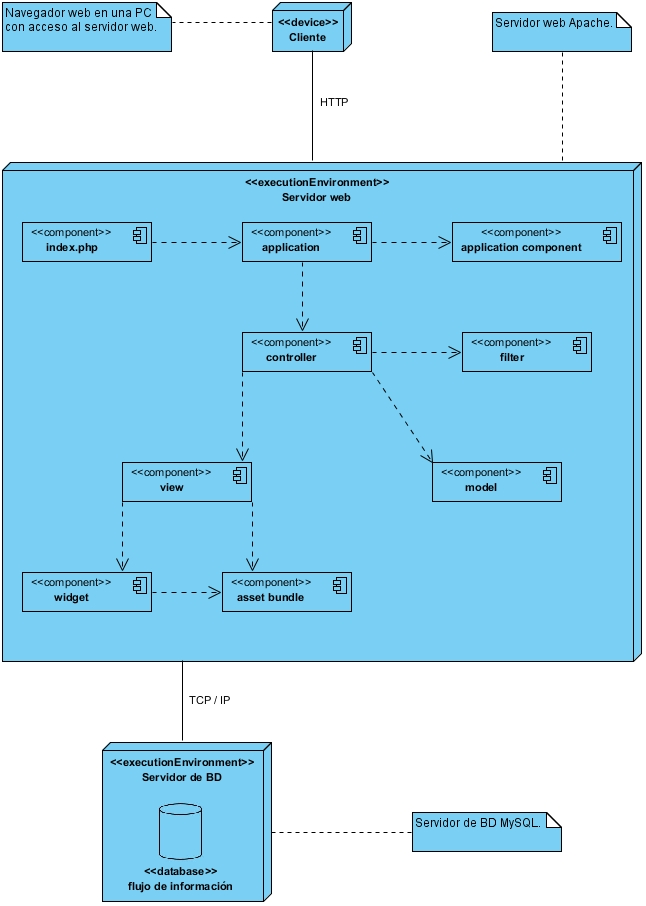 Navegador web en una PC
con acceso al servidor web.
<<device>>
Cliente
Servidor web Apache.
HTTP
<<executionEnvironment>>
Servidor web
<<component>>
index.php
<<component>>
application
<<component>>
application component
<<component>>
controller
<<component>>
filter
<<component>>
view
<<component>>
model
<<component>>
widget
<<component>>
asset bundle
TCP / IP
<<executionEnvironment>>
Servidor de BD
<<database>>
flujo de información
Servidor de BD MySQL.